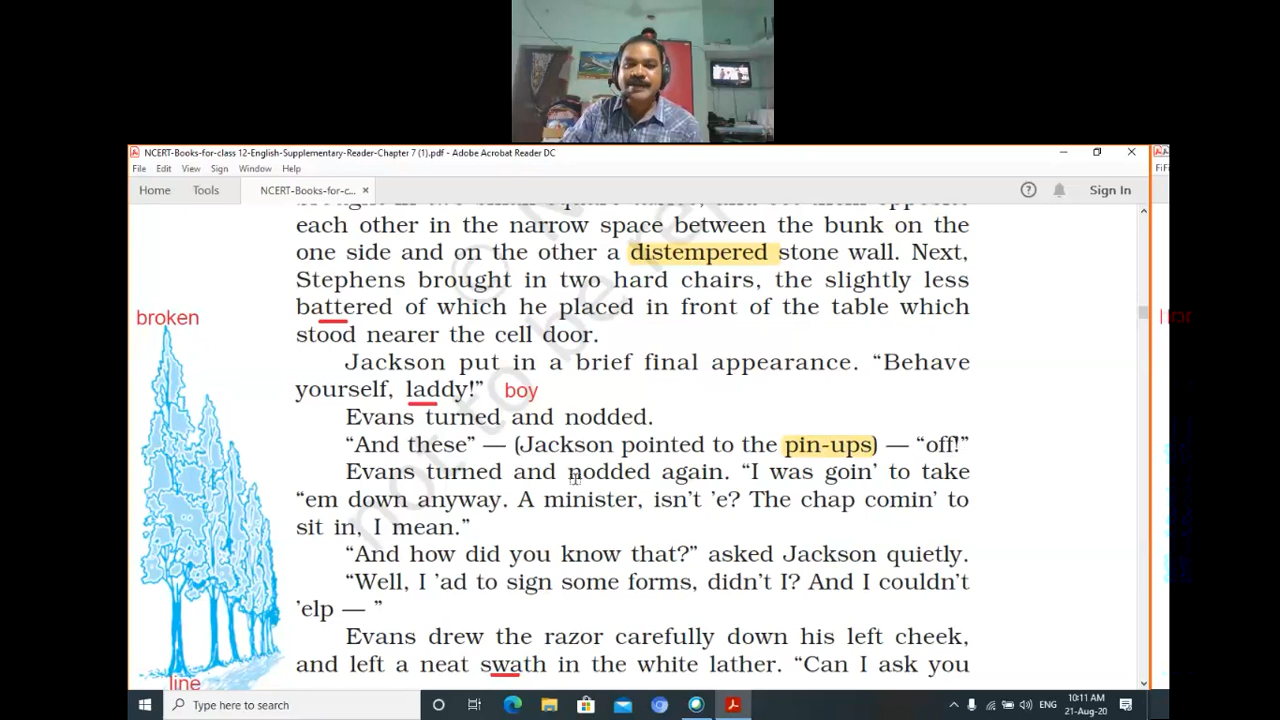 NCERT-Books-for-class 12-English-Supplementary-Reader-Chapter 7 (1).pdf - Adobe Acrobat Reader DC
File Edit View Sign Window Help
Home Tools NCERT-Books-for-c... × Sign In
each other in the narrow space between the bunk on the
one side and on the other a distempered stone wall. Next,
Stephens brought in two hard chairs, the slightly less
battered of which he placed in front of the table which
broken
stood nearer the cell door.
Jackson put in a brief final appearance. “Behave
yourself, laddy!” boy
Evans turned and nodded.
“And these” — (Jackson pointed to the pin-ups) — “off!”
Evans turned and nodded again. “I was goin’ to take
“em down anyway. A minister, isn’t ’e? The chap comin’ to
sit in, I mean.”
“And how did you know that?” asked Jackson quietly.
“Well, I ’ad to sign some forms, didn’t I? And I couldn’t
’elp — ”
Evans drew the razor carefully down his left cheek,
and left a neat swath in the white lather. “Can I ask you
line
not to be re
Type here to search
ENG
10:11 AM
21-Aug-20